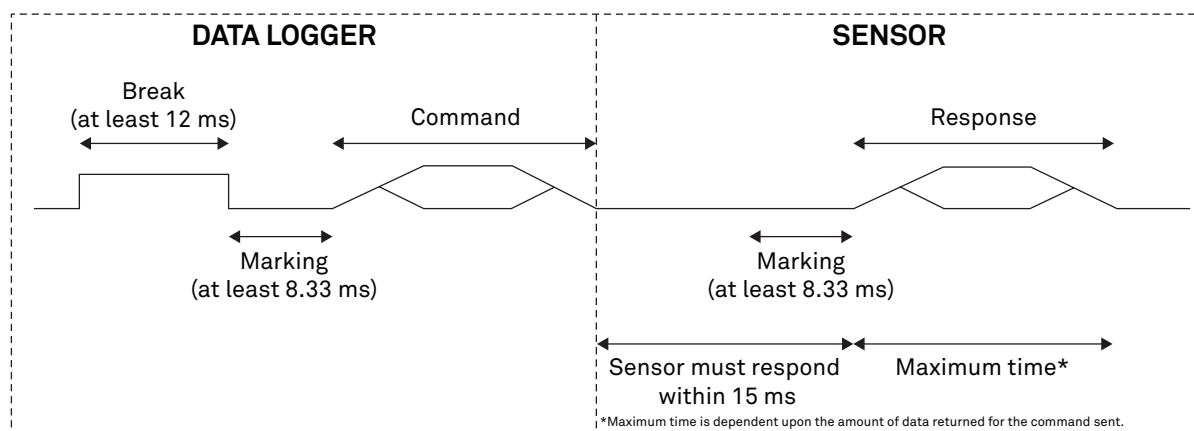 DATA LOGGER
SENSOR
Break
(at least 12 ms)
Command
Response
Marking
(at least 8.33 ms)
Marking
(at least 8.33 ms)
Sensor must respond
within 15 ms
Maximum time*
*Maximum time is dependent upon the amount of data returned for the command sent.